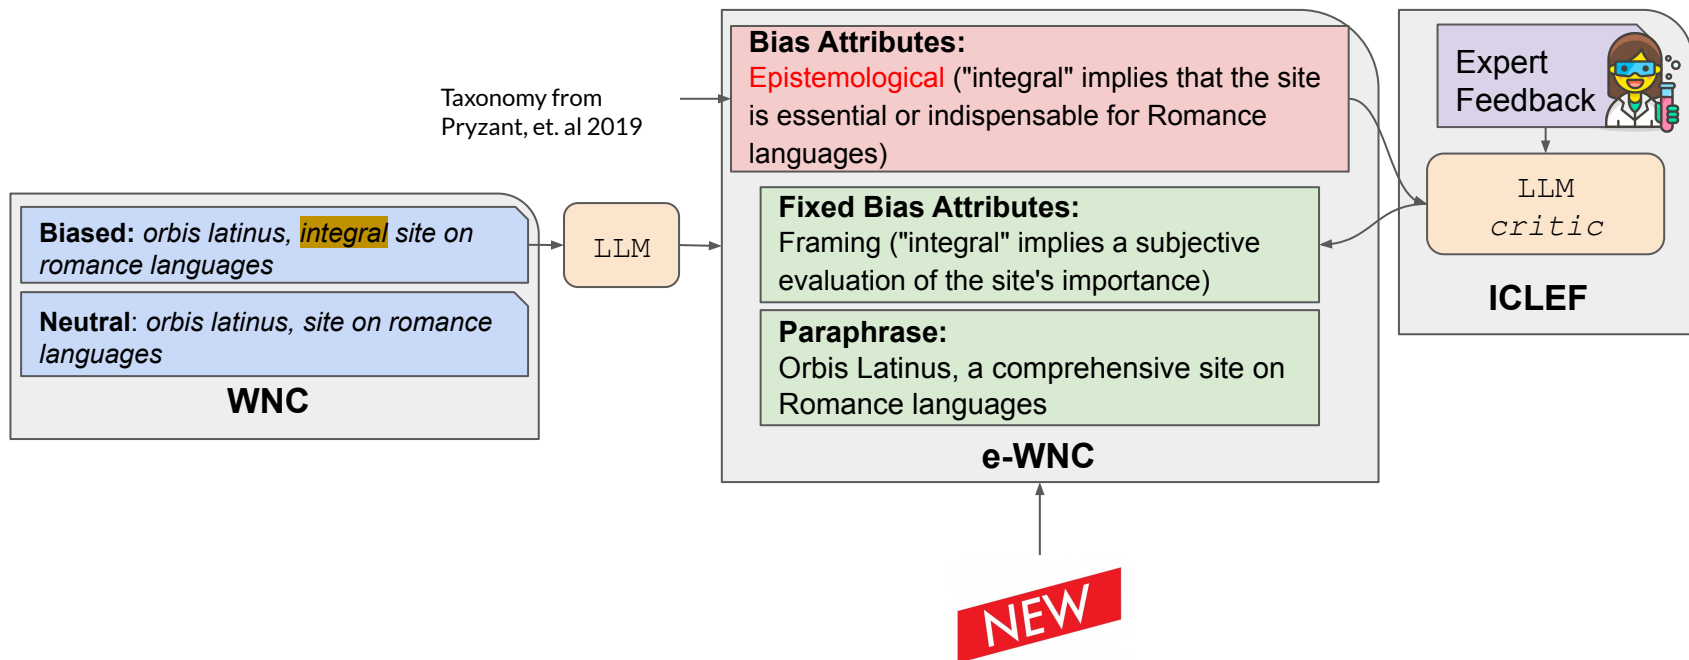 Taxonomy from
Pryzant, et. al 2019
Biased: orbis latinus, integral site on
romance languages
Neutral: orbis latinus, site on romance
languages
WNC
LLM
Bias Attributes:
Epistemological ("integral" implies that the site
is essential or indispensable for Romance
languages)
Fixed Bias Attributes:
Framing ("integral" implies a subjective
evaluation of the site's importance)
Paraphrase:
Orbis Latinus, a comprehensive site on
Romance languages
e-WNC
Expert
Feedback
LLM
critic
ICLEF
NEW